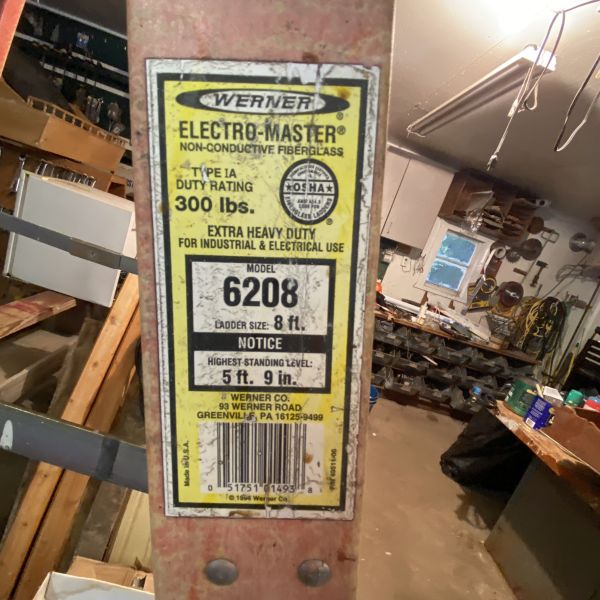 WERNER®
ELECTRO-MASTER®
NON-CONDUCTIVE FIBERGLASS
TYPE IA
DUTY RATING
300 lbs.
OSHA
EXTRA HEAVY DUTY
FOR INDUSTRIAL & ELECTRICAL USE
MODEL
6208
LADDER SIZE: 8 ft.
NOTICE
HIGHEST STANDING LEVEL:
5 ft. 9 in.
WERNER CO.
93 WERNER ROAD
GREENVILLE, PA 16125-9499
Made in U.S.A.
0 51751 01493 8
Werner Co.